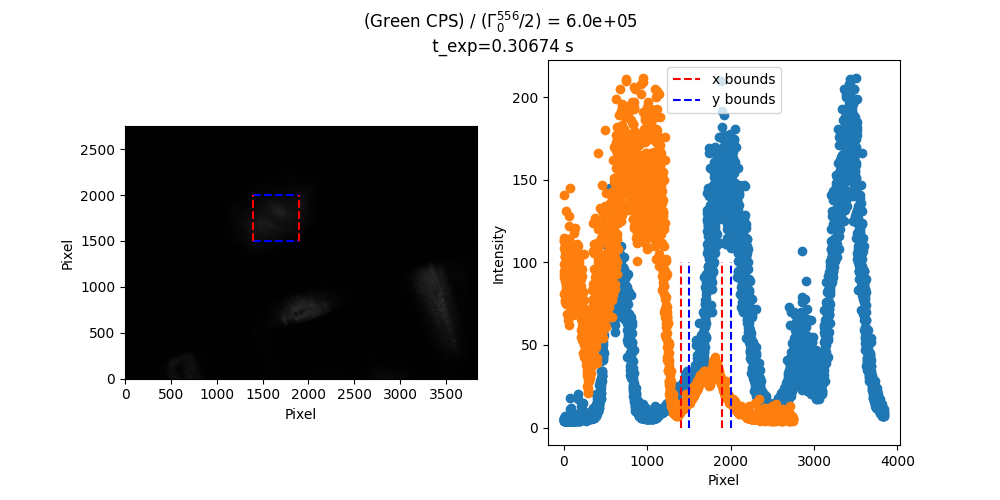 (Green CPS) / (Γ₀⁵⁵⁶/2) = 6.0e+05
t_exp=0.30674 s
Pixel
2500
2000
1500
1000
500
0
0 500 1000 1500 2000 2500 3000 3500
Pixel
Intensity
200
150
100
50
0
x bounds
y bounds
0 1000 2000 3000 4000
Pixel